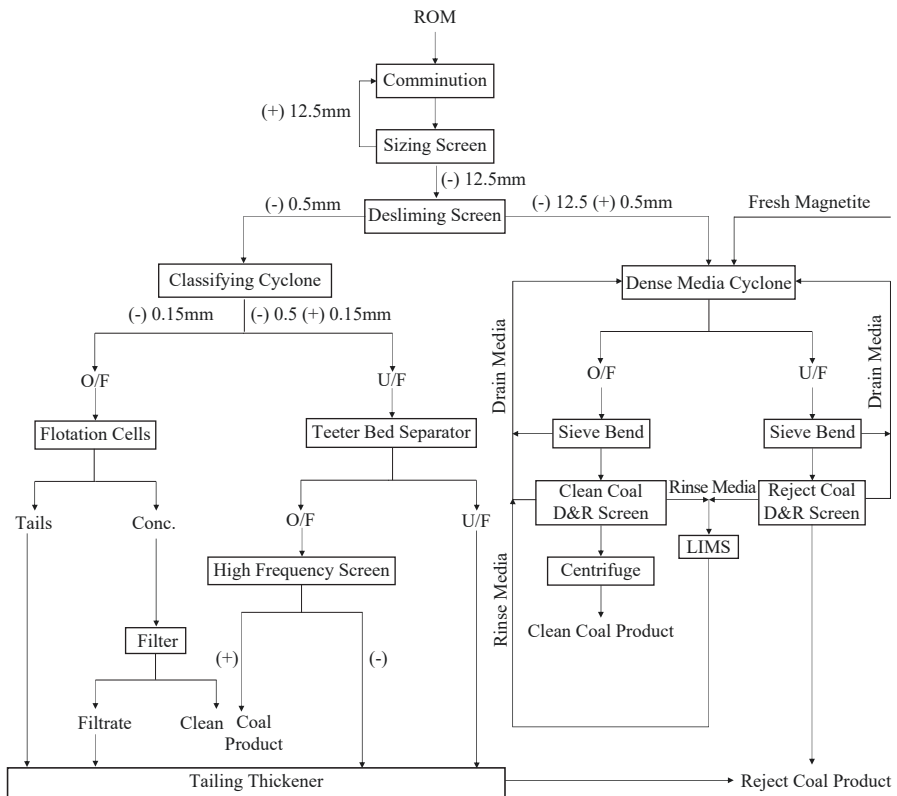 ROM
Comminution
(+) 12.5mm
Sizing Screen
(-) 12.5mm
(-) 0.5mm
Desliming Screen
(-) 12.5 (+) 0.5mm
Fresh Magnetite
Classifying Cyclone
Dense Media Cyclone
(-) 0.15mm
(-) 0.5 (+) 0.15mm
Drain Media
Drain Media
O/F
U/F
O/F
U/F
Flotation Cells
Teeter Bed Separator
Sieve Bend
Sieve Bend
Clean Coal
D&R Screen
Rinse Media
Reject Coal
D&R Screen
Tails
Conc.
O/F
U/F
LIMS
High Frequency Screen
Centrifuge
Rinse Media
Clean Coal Product
Filter
(+)
(-)
Filtrate
Clean
Coal
Product
Tailing Thickener
Reject Coal Product